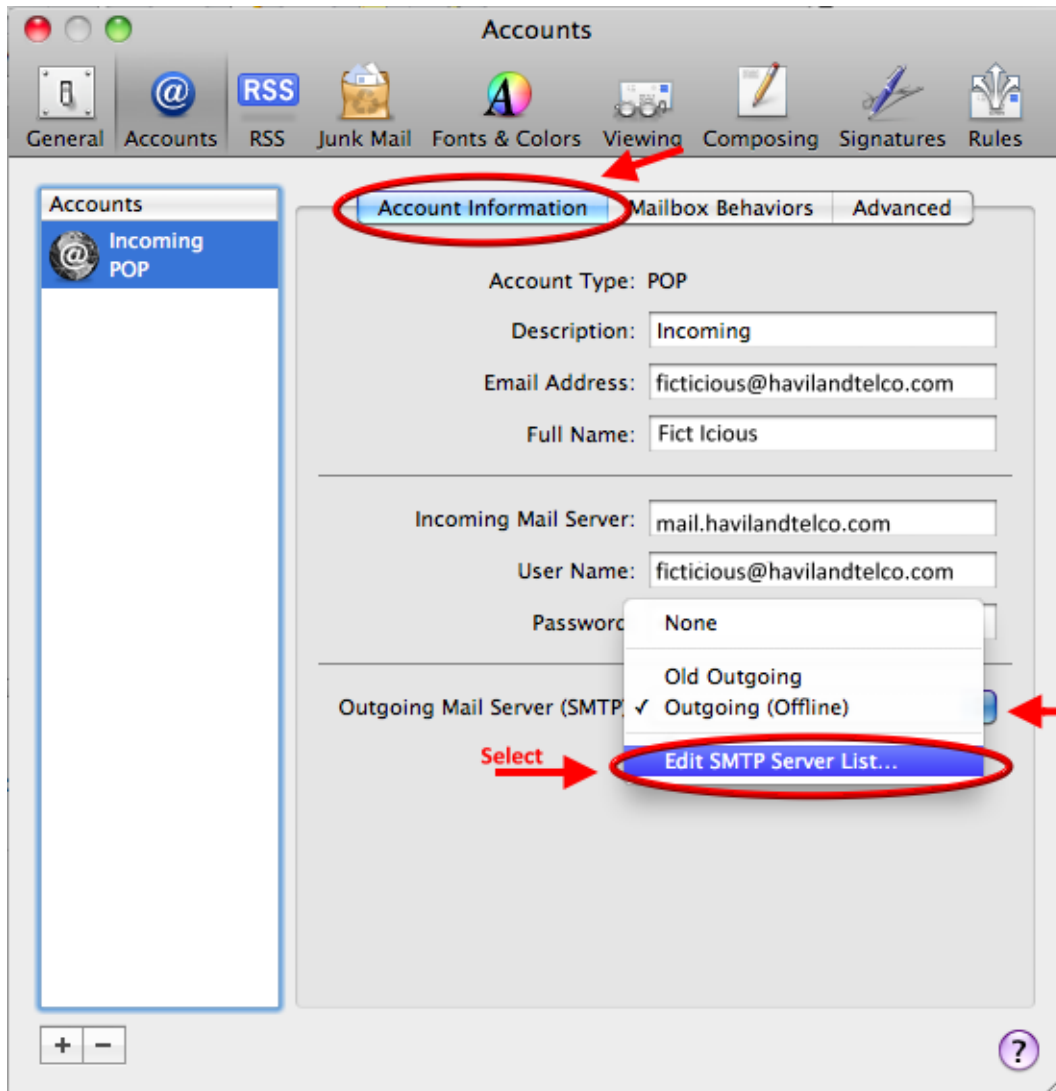 Accounts
General Accounts RSS Junk Mail Fonts & Colors Viewing Composing Signatures Rules
RSS
Accounts
Incoming
POP
Account Information Mailbox Behaviors Advanced
Account Type: POP
Description: Incoming
Email Address: ficticious@havilandtelco.com
Full Name: Fict Icious
Incoming Mail Server: mail.havilandtelco.com
User Name: ficticious@havilandtelco.com
Password
None
Old Outgoing
Outgoing Mail Server (SMTP) ✓ Outgoing (Offline)
Select
Edit SMTP Server List...
+ −
?